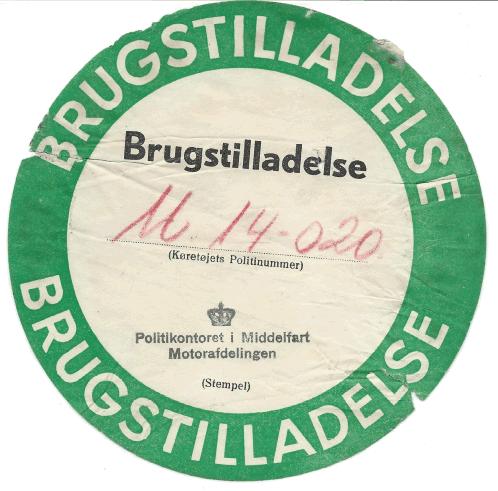 BRUGSTILLADELSE
Brugstilladelse
M. 14-020
(Køretøjets Politinummer)
Politikontoret i Middelfart
Motorafdelingen
(Stempel)
BRUGSTILLADELSE